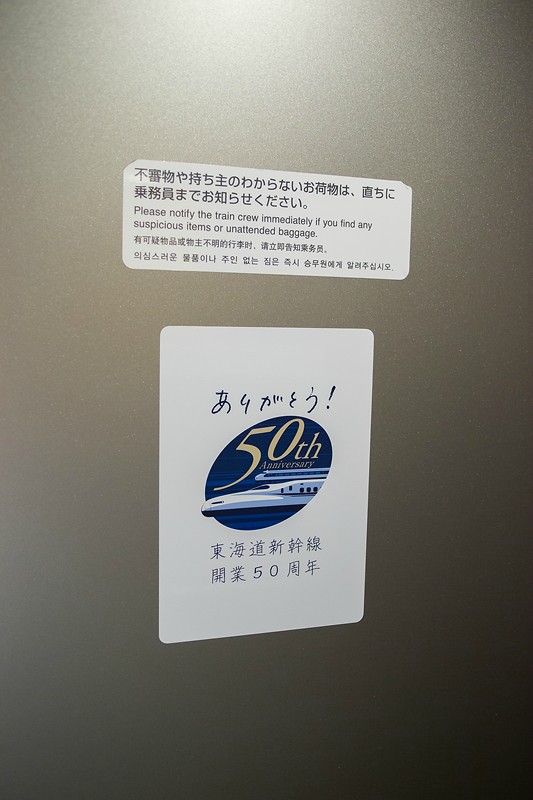 不審物や持ち主のわからないお荷物は、直ちに
乗務員までお知らせください。
Please notify the train crew immediately if you find any
suspicious items or unattended baggage.
有可疑物品或物主不明的行李时，请立即告知乘务员。
의심스러운 물품이나 주인 없는 짐은 즉시 승무원에게 알려주십시오.
ありがとう!
50th
Anniversary
東海道新幹線
開業50周年